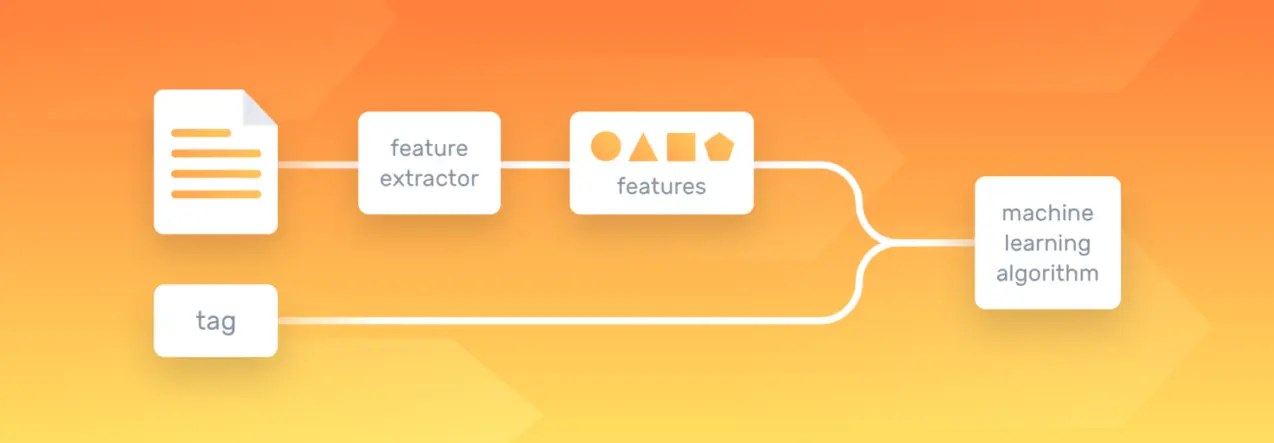 feature
extractor
features
machine
learning
algorithm
tag